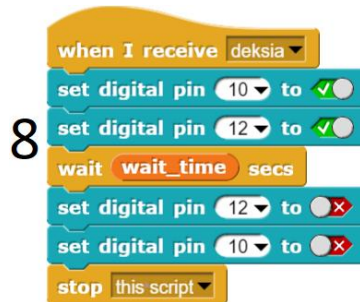 when I receive deksia
set digital pin 10 to
set digital pin 12 to
8
wait wait_time secs
set digital pin 12 to
set digital pin 10 to
stop this script